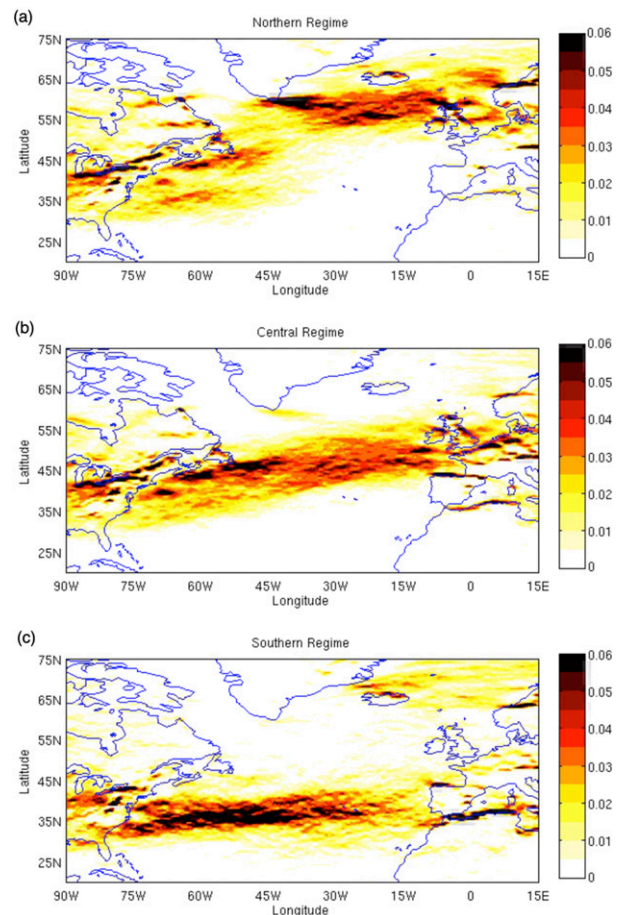 (a)
Northern Regime
75N
65N
55N
45N
35N
25N
Latitude
90W 75W 60W 45W 30W 15W 0 15E
Longitude
0.06
0.05
0.04
0.03
0.02
0.01
0
(b)
Central Regime
75N
65N
55N
45N
35N
25N
Latitude
90W 75W 60W 45W 30W 15W 0 15E
Longitude
0.06
0.05
0.04
0.03
0.02
0.01
0
(c)
Southern Regime
75N
65N
55N
45N
35N
25N
Latitude
90W 75W 60W 45W 30W 15W 0 15E
Longitude
0.06
0.05
0.04
0.03
0.02
0.01
0